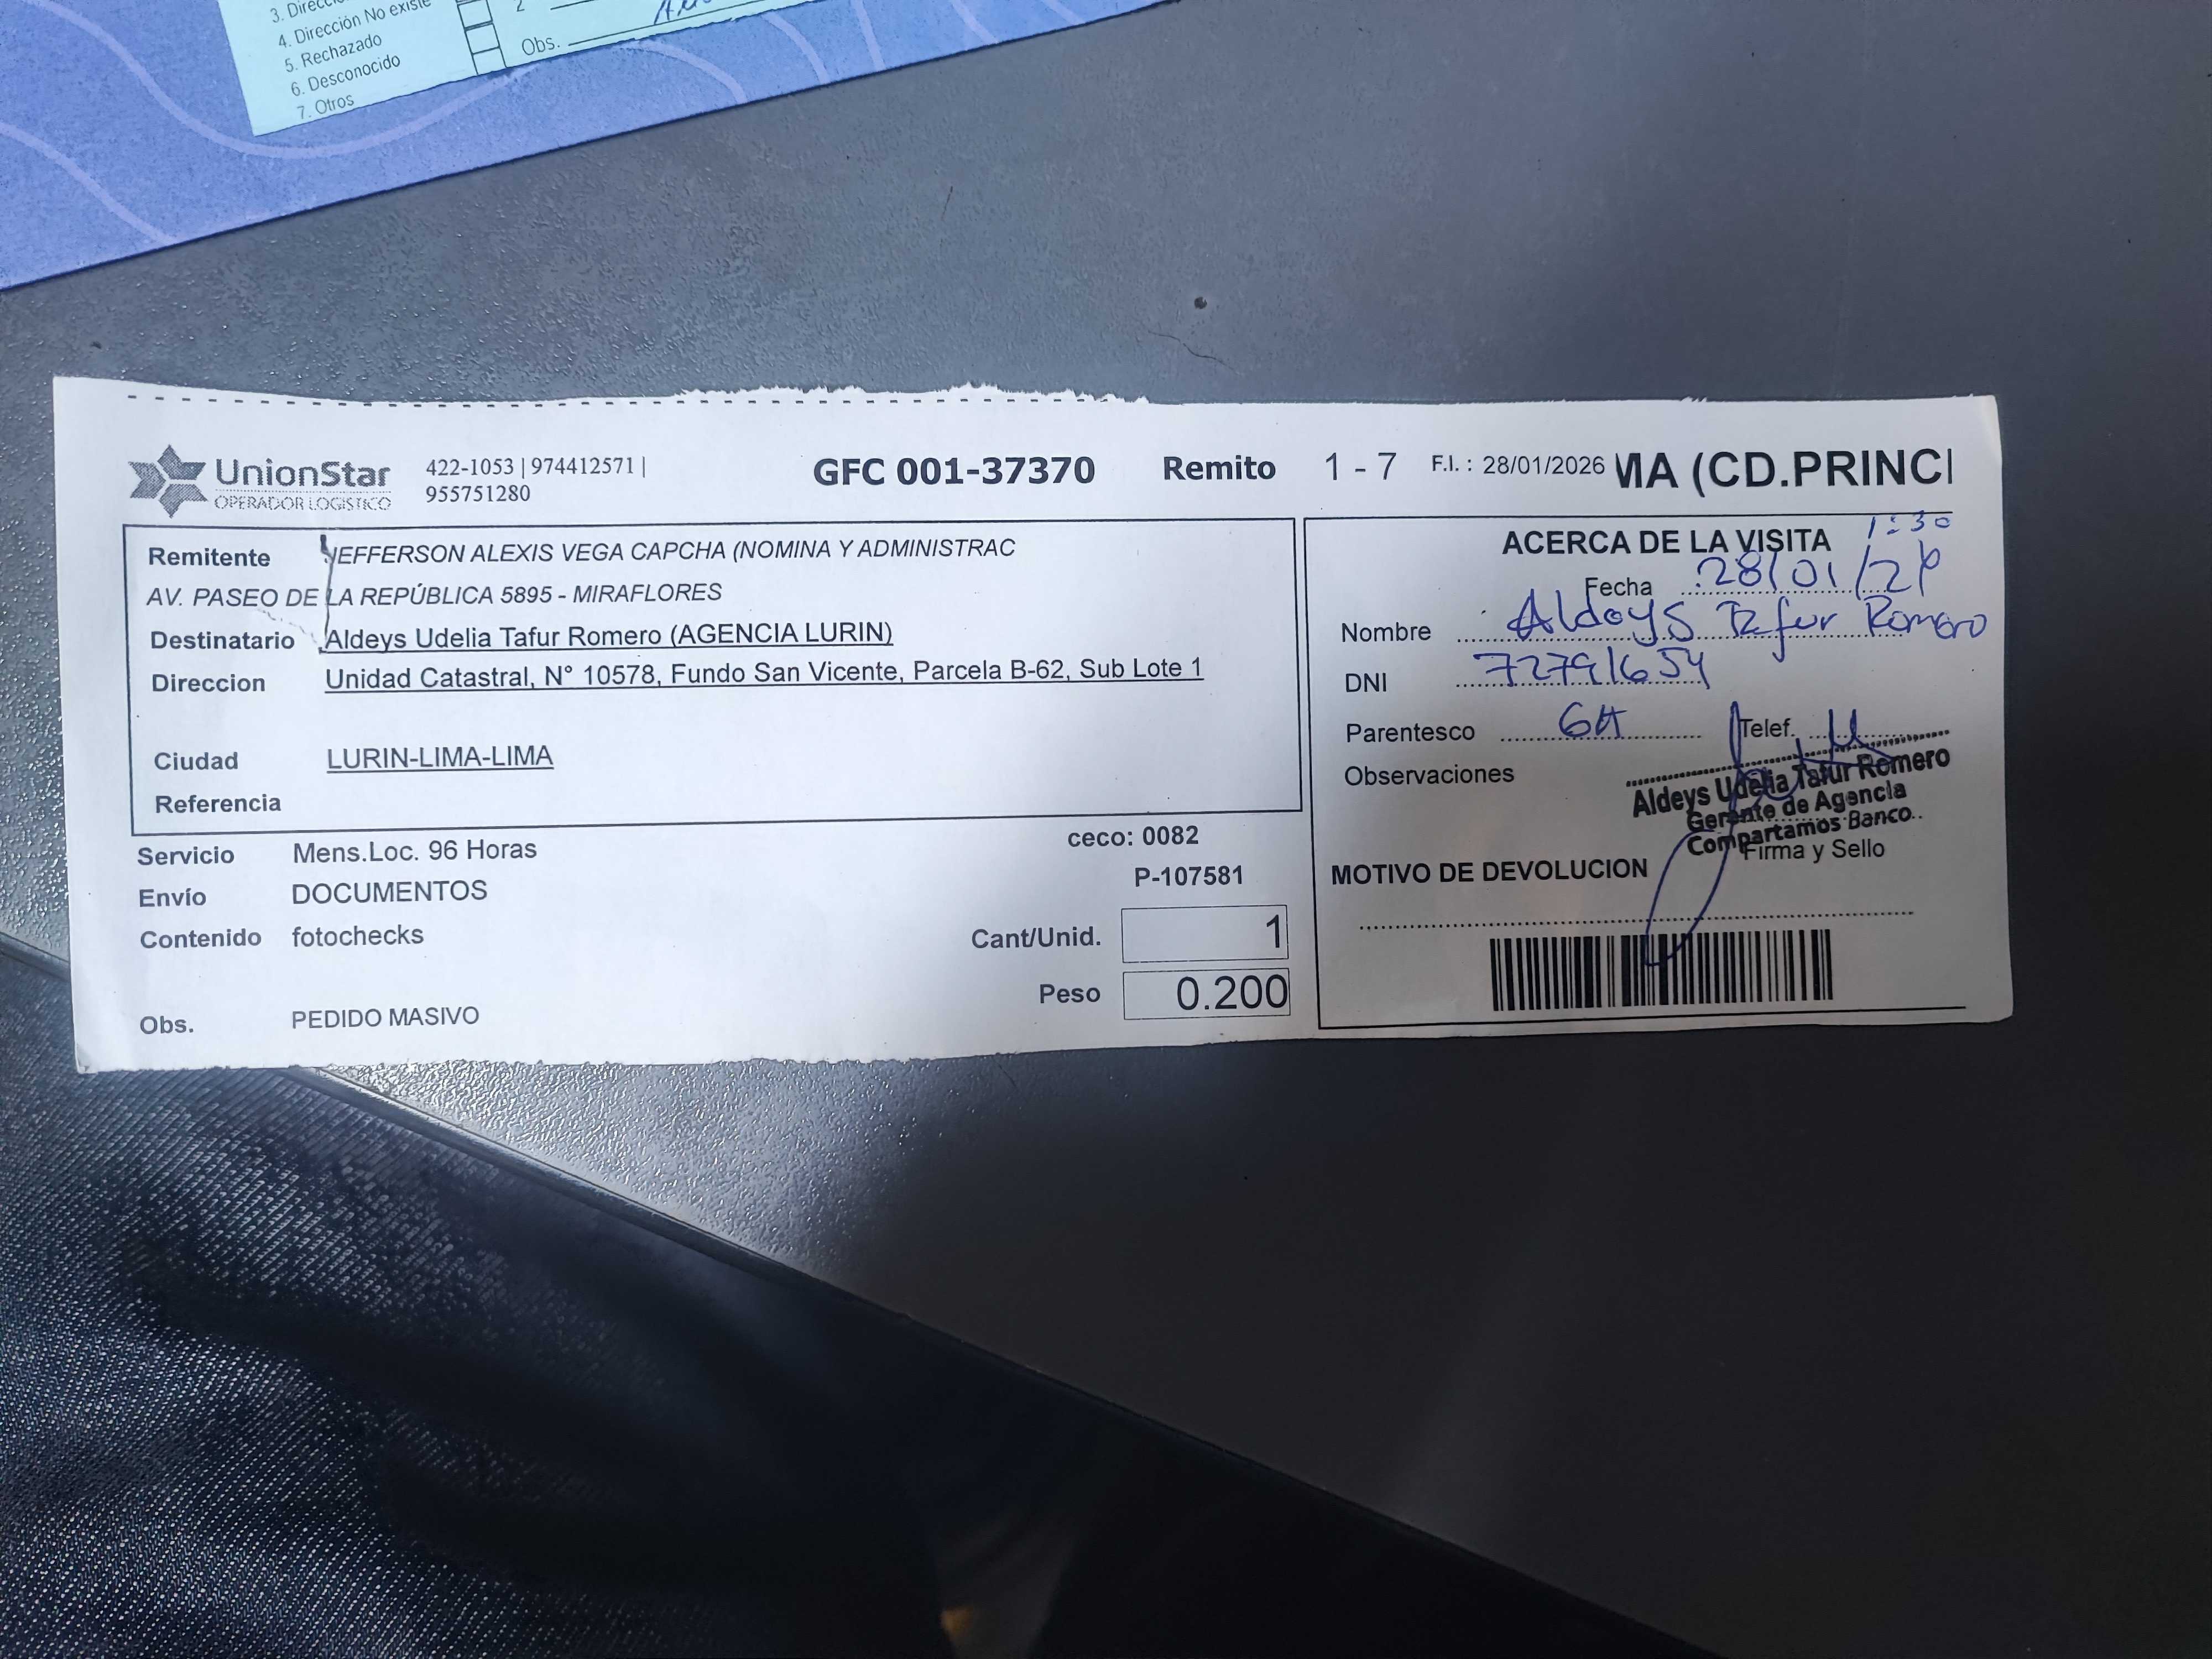 4. Dirección No existe
5. Rechazado
6. Desconocido
7. Otros
2
Obs.
UnionStar
OPERADOR LOGISTICO
422-1053 | 974412571 |
955751280
GFC 001-37370 Remito 1 - 7 F.I. : 28/01/2026 MA (CD.PRINCI
Remitente JEFFERSON ALEXIS VEGA CAPCHA (NOMINA Y ADMINISTRAC
AV. PASEO DE LA REPÚBLICA 5895 - MIRAFLORES
Destinatario Aldeys Udelia Tafur Romero (AGENCIA LURIN)
Direccion Unidad Catastral, N° 10578, Fundo San Vicente, Parcela B-62, Sub Lote 1
Ciudad LURIN-LIMA-LIMA
Referencia
Servicio Mens.Loc. 96 Horas
ceco: 0082
Envío DOCUMENTOS
P-107581
Contenido fotochecks
Cant/Unid. 1
Peso 0.200
Obs. PEDIDO MASIVO
ACERCA DE LA VISITA 1:30
Fecha 28/01/26
Nombre Aldeys Tafur Romero
DNI 72791654
Parentesco GA Telef.
Observaciones
Aldeys Udelia Tafur Romero
Gerente de Agencia
Compartamos Banco
Firma y Sello
MOTIVO DE DEVOLUCION